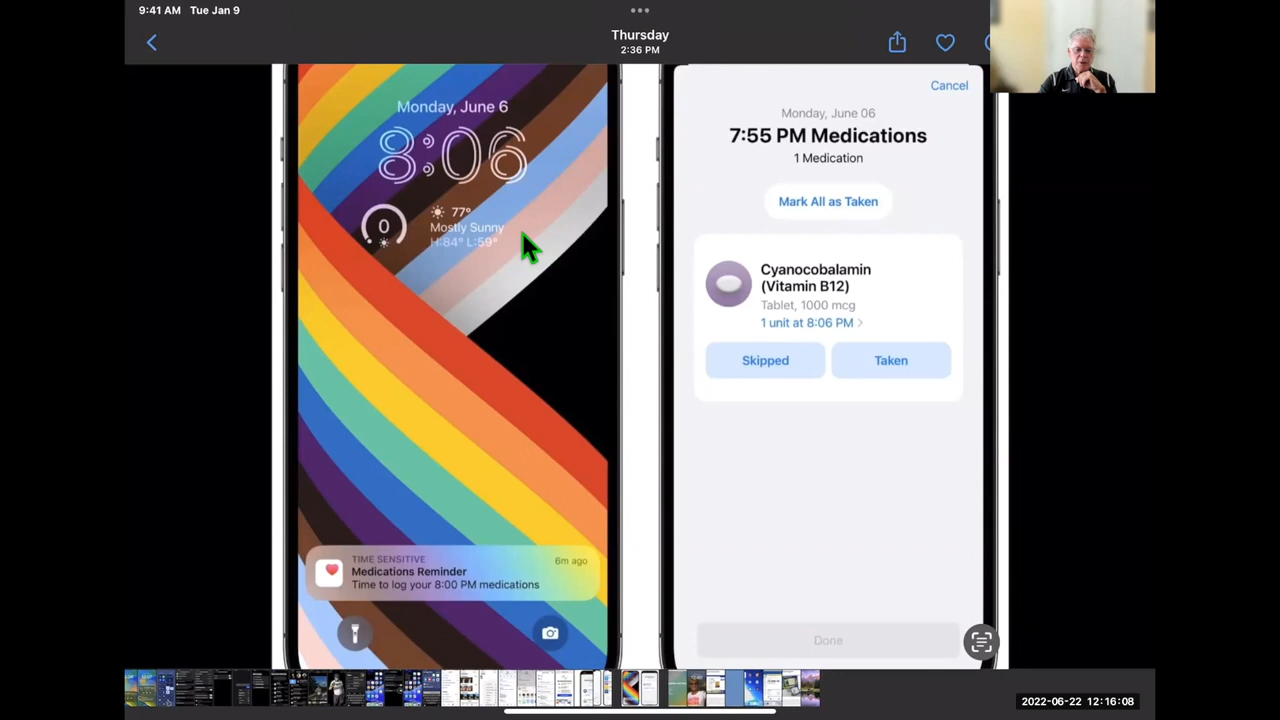 9:41 AM Tue Jan 9
Thursday
2:36 PM
Monday, June 6
8:06
0
77°
Mostly Sunny
H:84° L:59°
TIME SENSITIVE
6m ago
Medications Reminder
Time to log your 8:00 PM medications
Cancel
Monday, June 06
7:55 PM Medications
1 Medication
Mark All as Taken
Cyanocobalamin
(Vitamin B12)
Tablet, 1000 mcg
1 unit at 8:06 PM >
Skipped
Taken
Done
2022-06-22 12:16:08